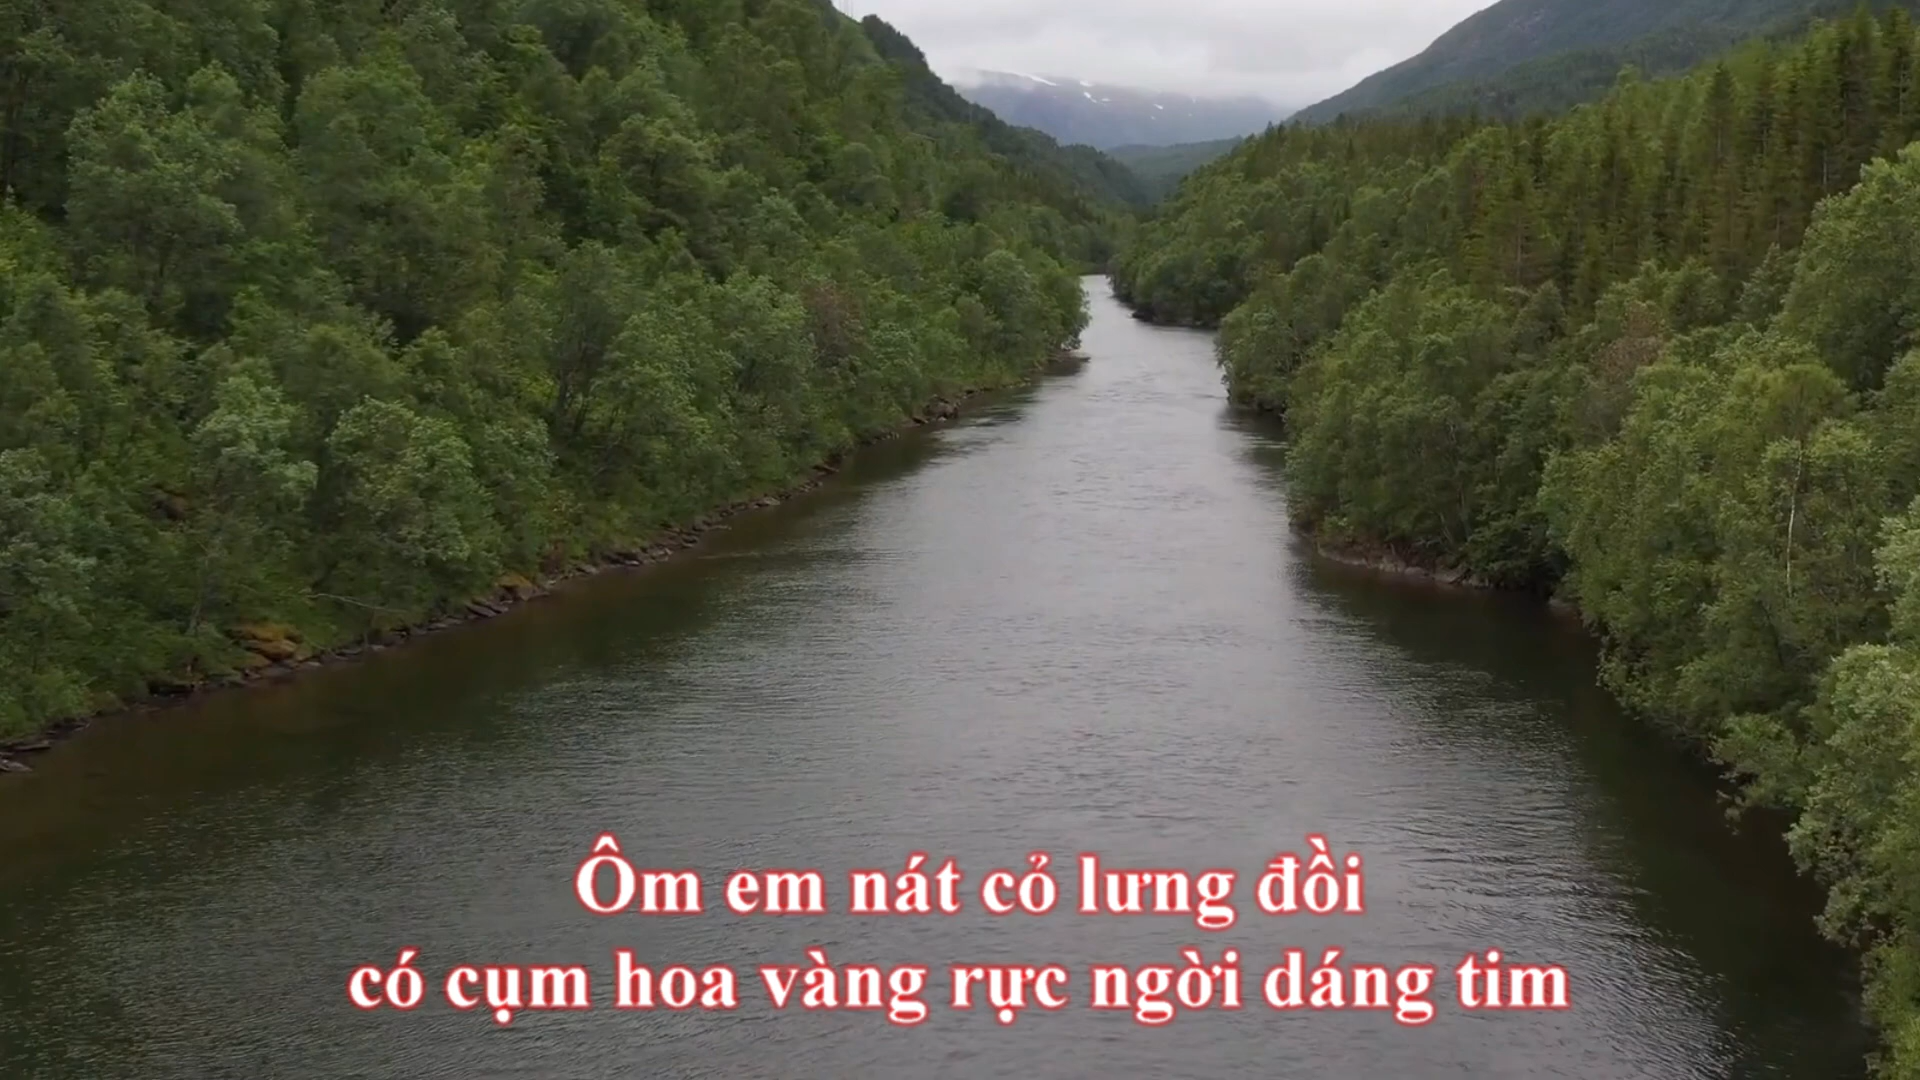 Ôm em nát cỏ lưng đồi
có cụm hoa vàng rực ngời dáng tim